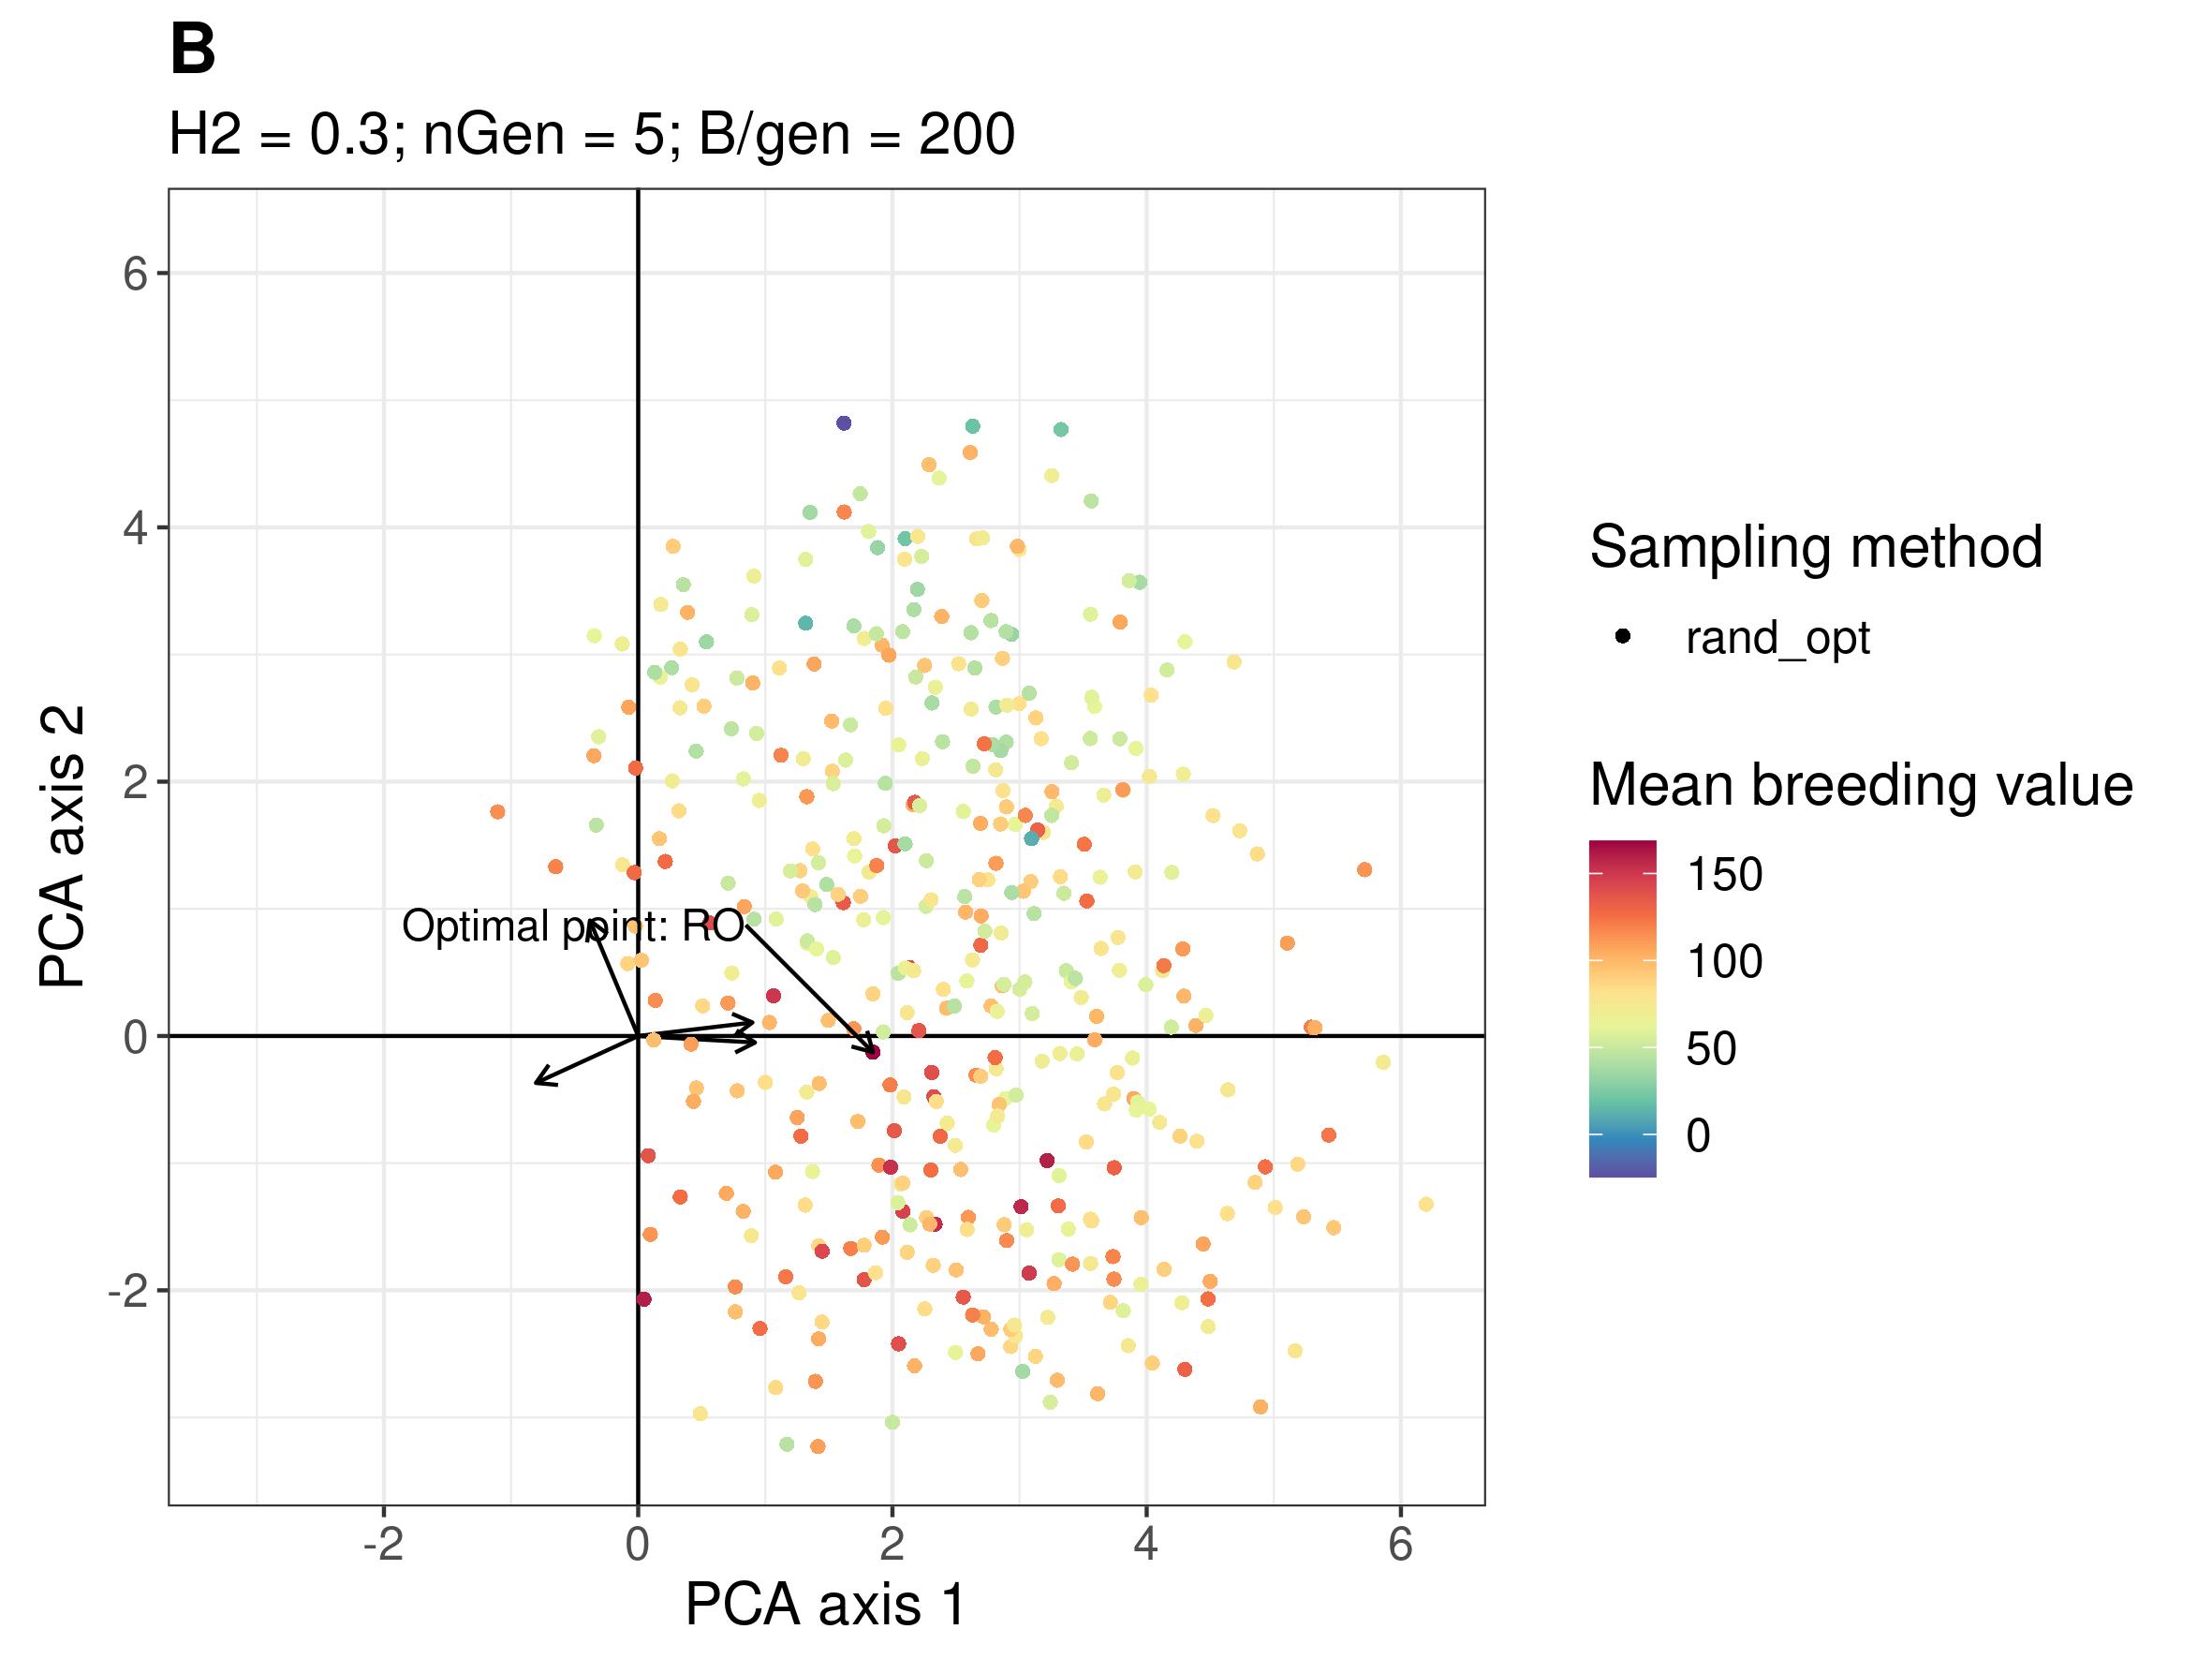 B
H2 = 0.3; nGen = 5; B/gen = 200
6
4
2
0
-2
PCA axis 2
Optimal point: RO
-2
0
2
4
6
PCA axis 1
Sampling method
rand_opt
Mean breeding value
150
100
50
0